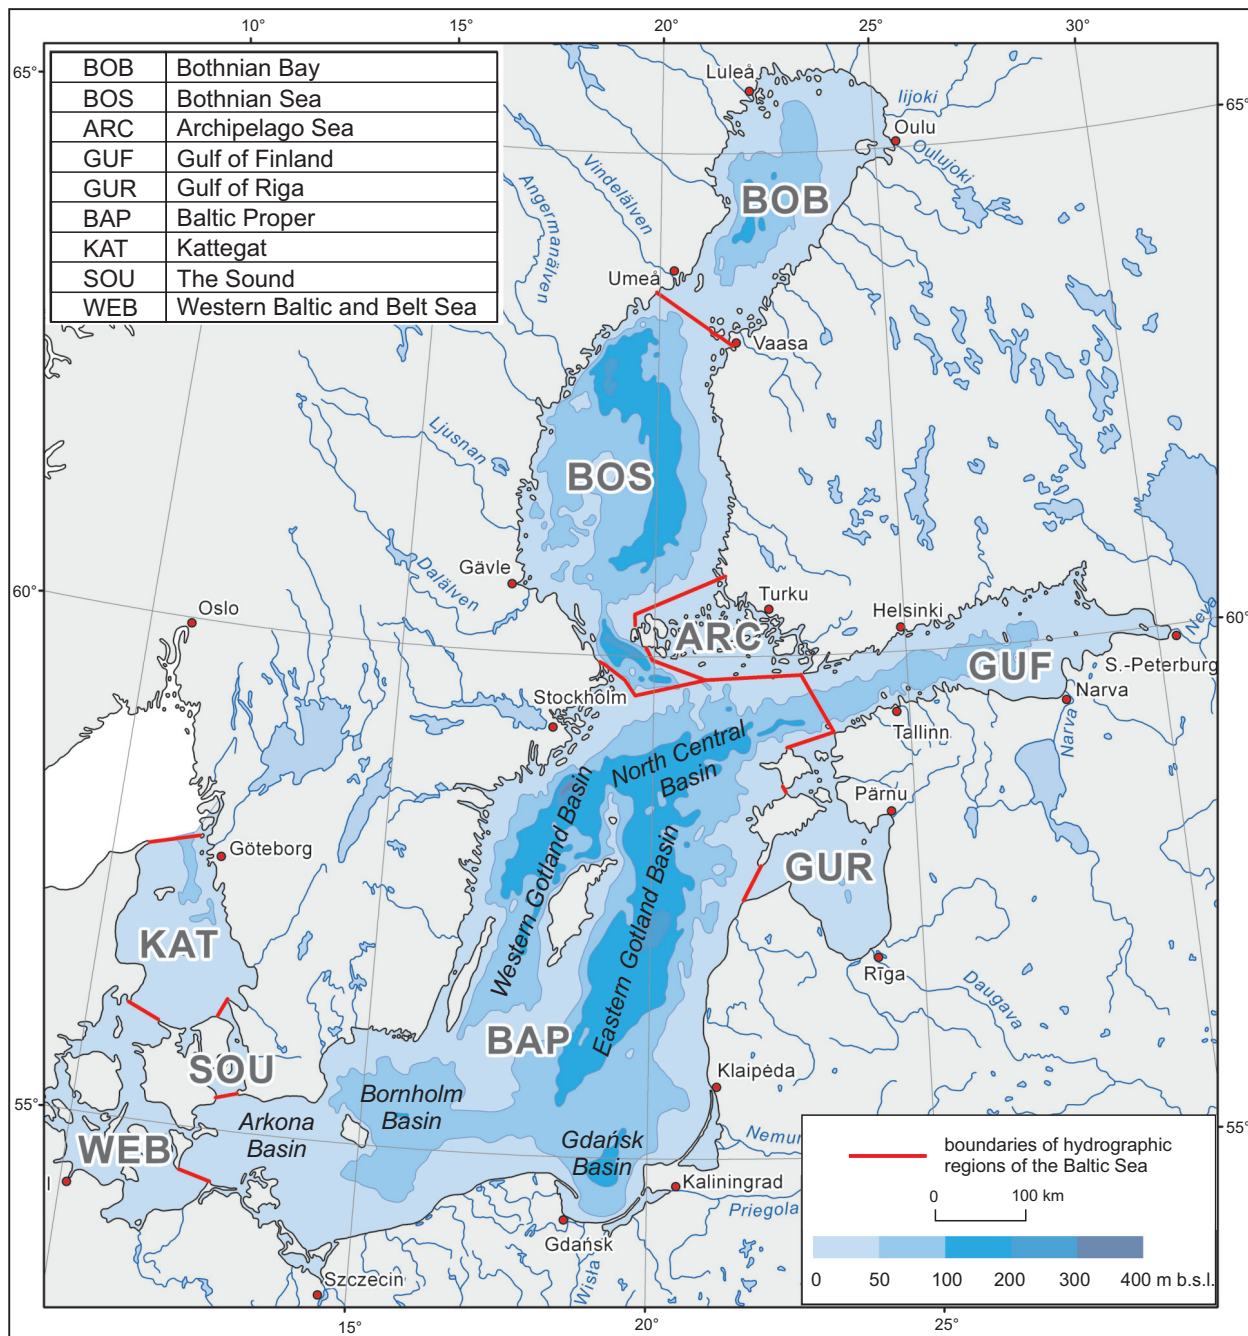 10° 15° 20° 25° 30°
65°
65°
BOB Bothnian Bay
BOS Bothnian Sea
ARC Archipelago Sea
GUF Gulf of Finland
GUR Gulf of Riga
BAP Baltic Proper
KAT Kattegat
SOU The Sound
WEB Western Baltic and Belt Sea
Luleå
Iijoki
Oulu
Oulujoki
Vindelälven
Angermanälven
BOB
Umeå
Vaasa
Ljusnan
BOS
Gävle
Dalälven
60°
60°
Oslo
Turku
Helsinki
Neva
ARC
GUF
S.-Peterburg
Stockholm
Narva
Narva
Tallinn
North Central
Basin
Pärnu
Western Gotland Basin
Eastern Gotland Basin
Göteborg
GUR
KAT
Rīga
Daugava
BAP
SOU
Klaipėda
Bornholm
Basin
55°
55°
Arkona
Basin
WEB
Gdańsk
Basin
Nemun
l
Kaliningrad
Priegola
Gdańsk
Wisła
Szczecin
boundaries of hydrographic
regions of the Baltic Sea
0 100 km
0 50 100 200 300 400 m b.s.l.
15° 20° 25°